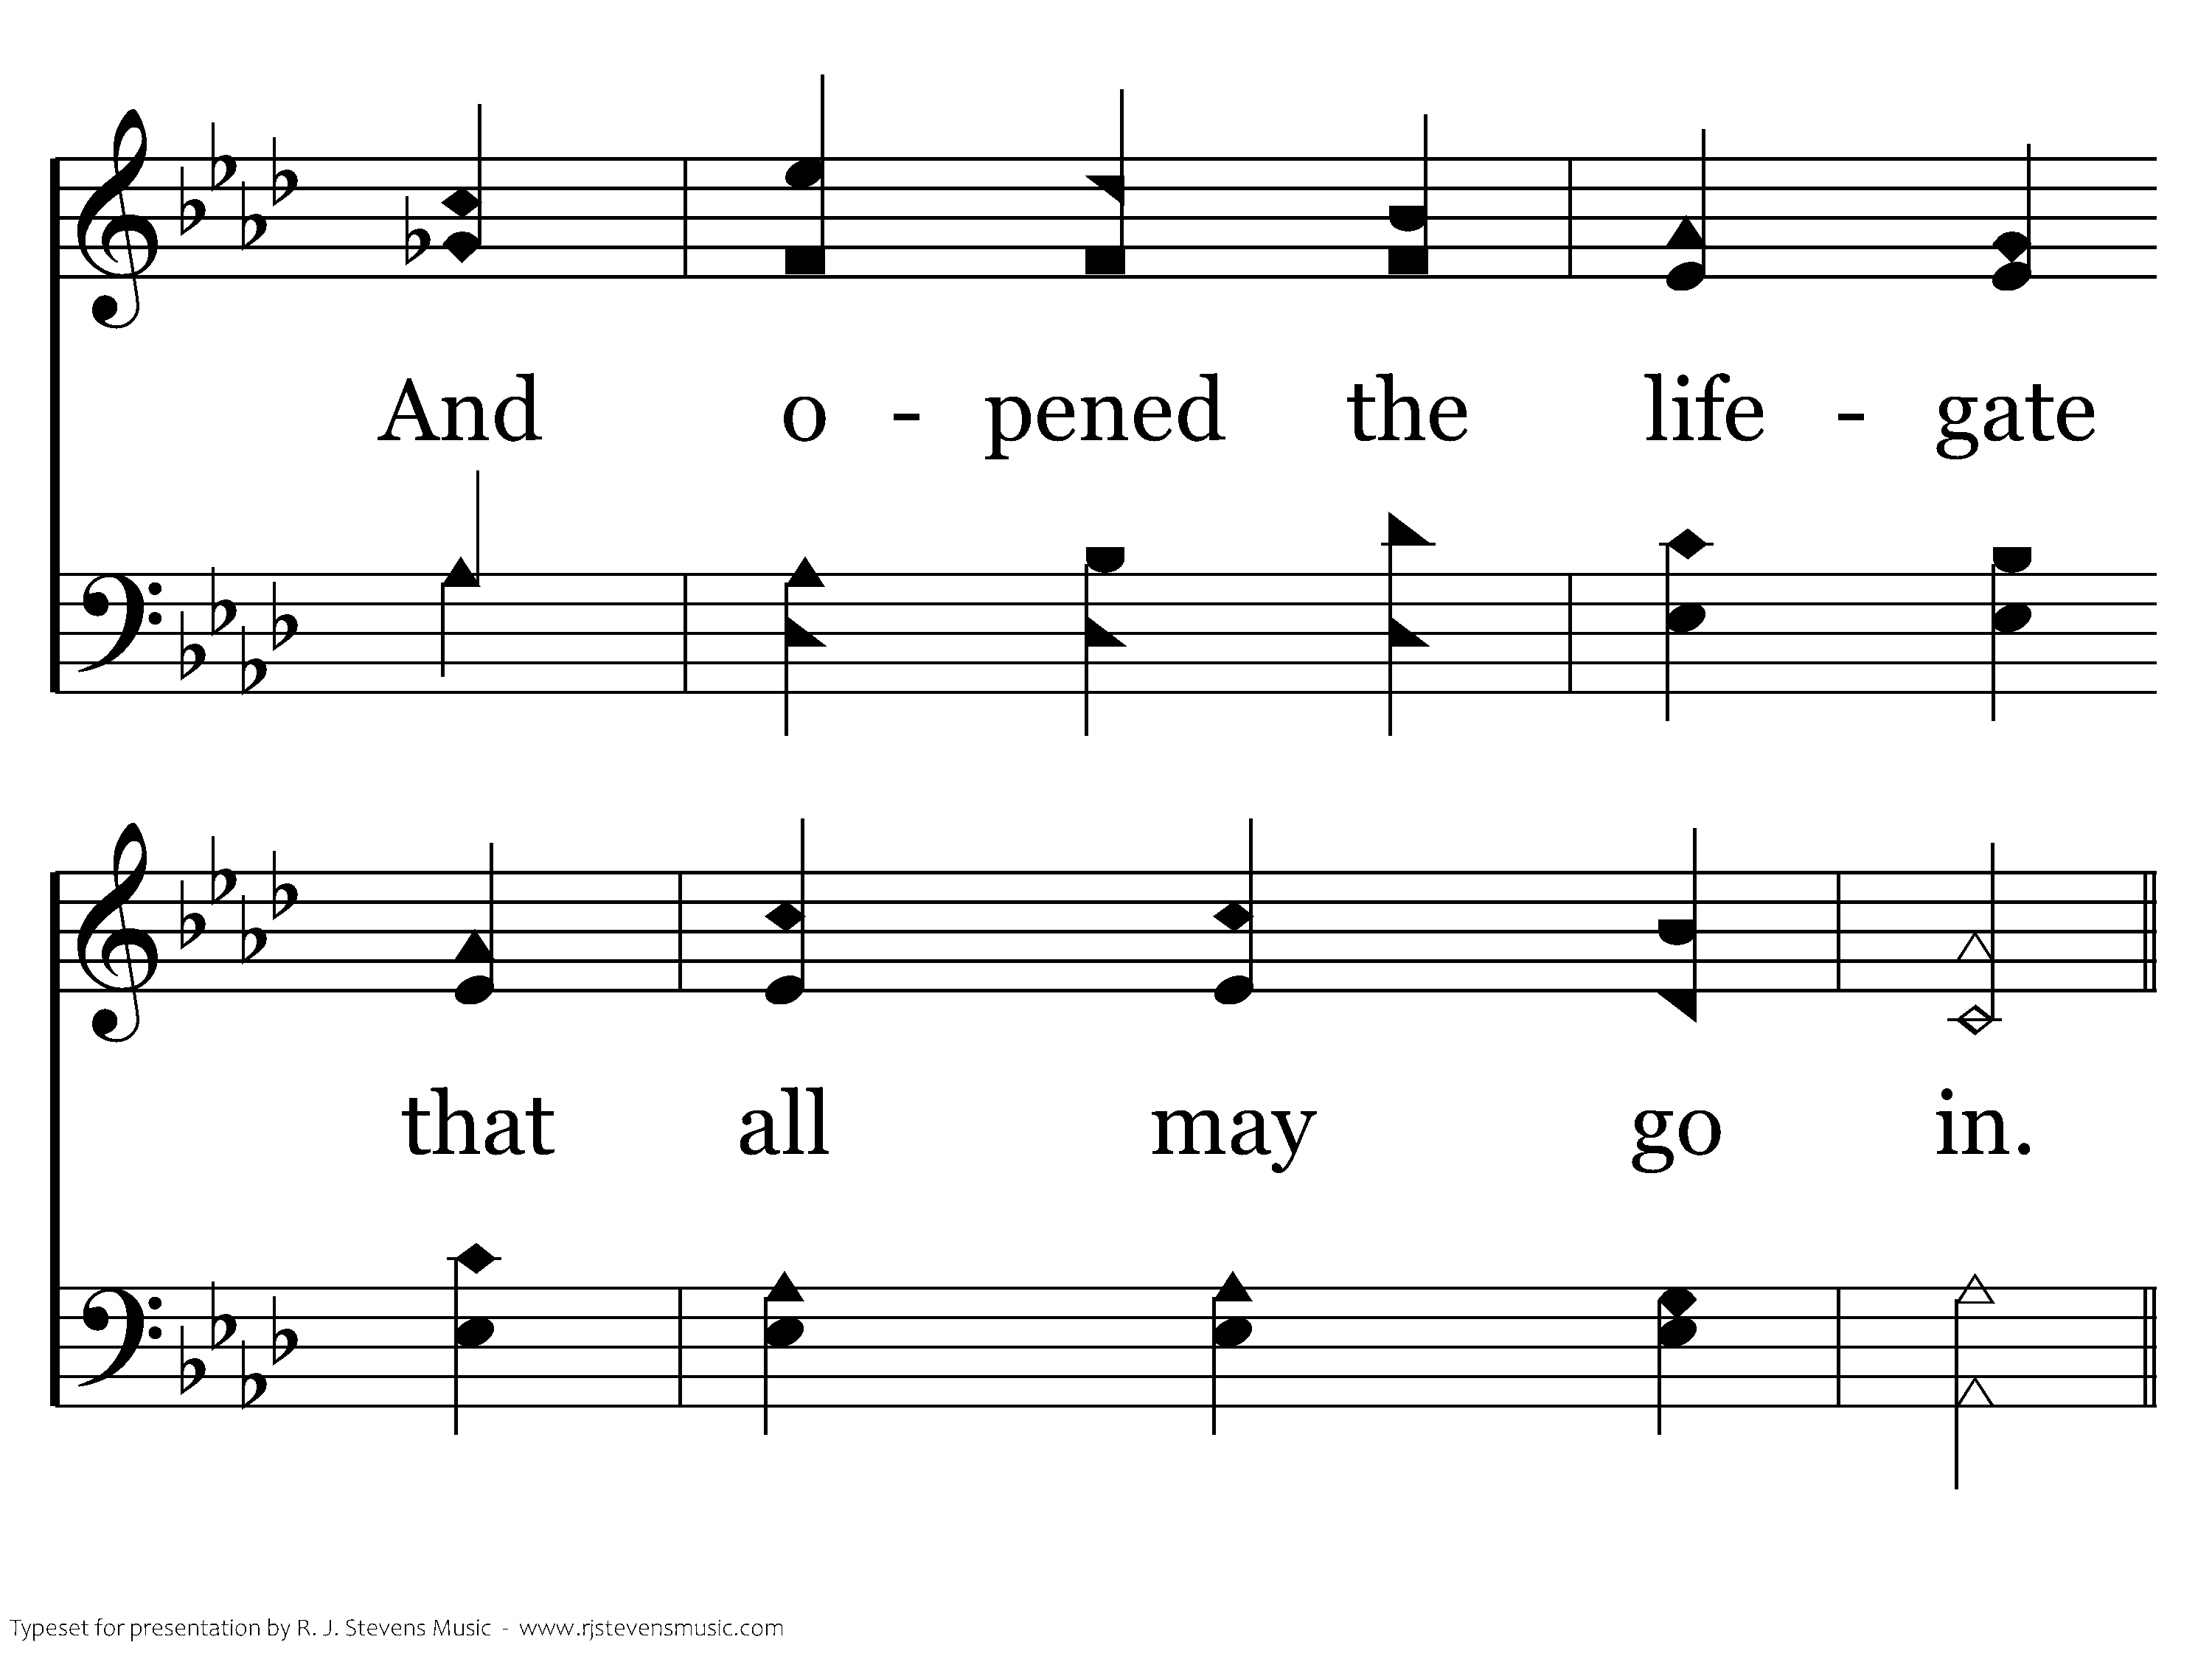 And o - pened the life - gate
that all may go in.
Typeset for presentation by R. J. Stevens Music - www.rjstevensmusic.com